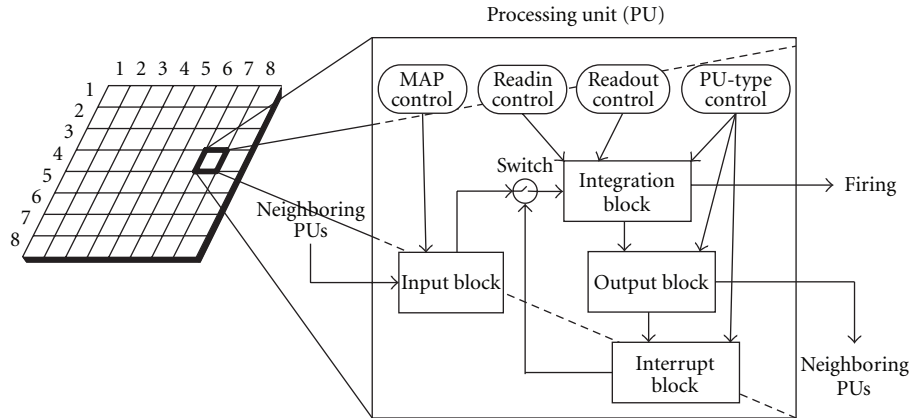 Processing unit (PU)
1 2 3 4 5 6 7 8
1
2
3
4
5
6
7
8
MAP
control
Readin
control
Readout
control
PU-type
control
Switch
Integration
block
Firing
Neighboring
PUs
Input block
Output block
Interrupt
block
Neighboring
PUs